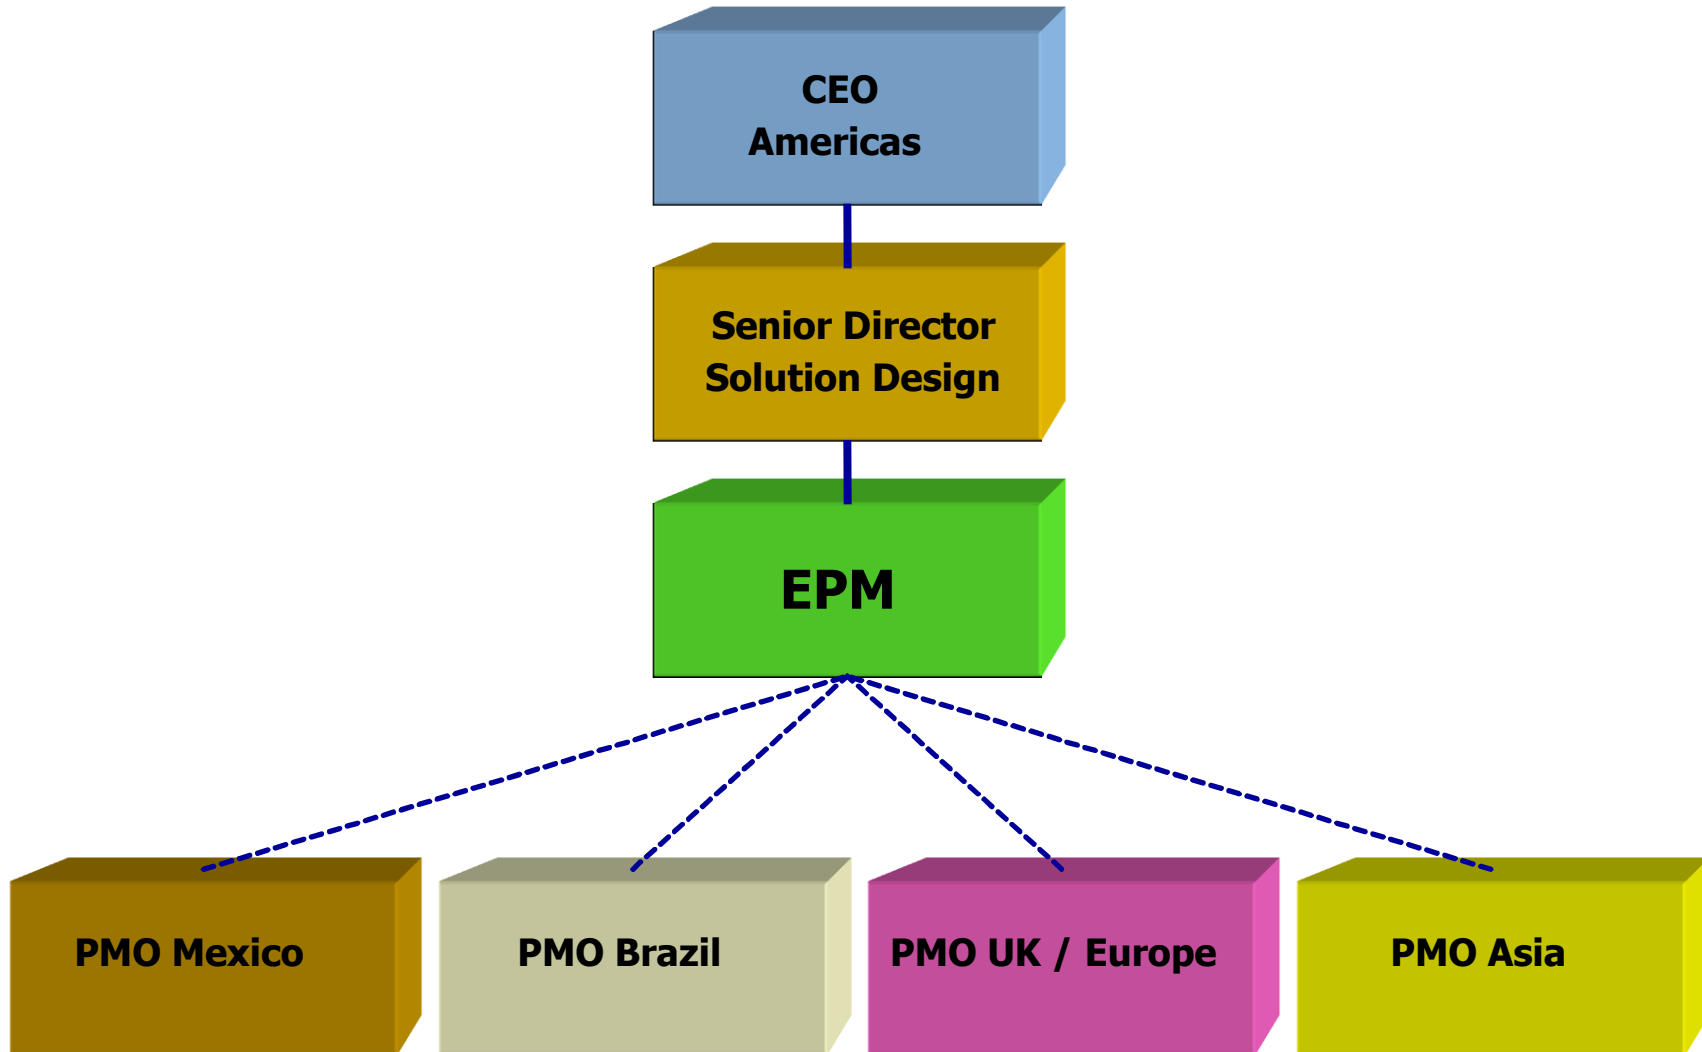 CEO
Americas
Senior Director
Solution Design
EPM
PMO Mexico
PMO Brazil
PMO UK / Europe
PMO Asia